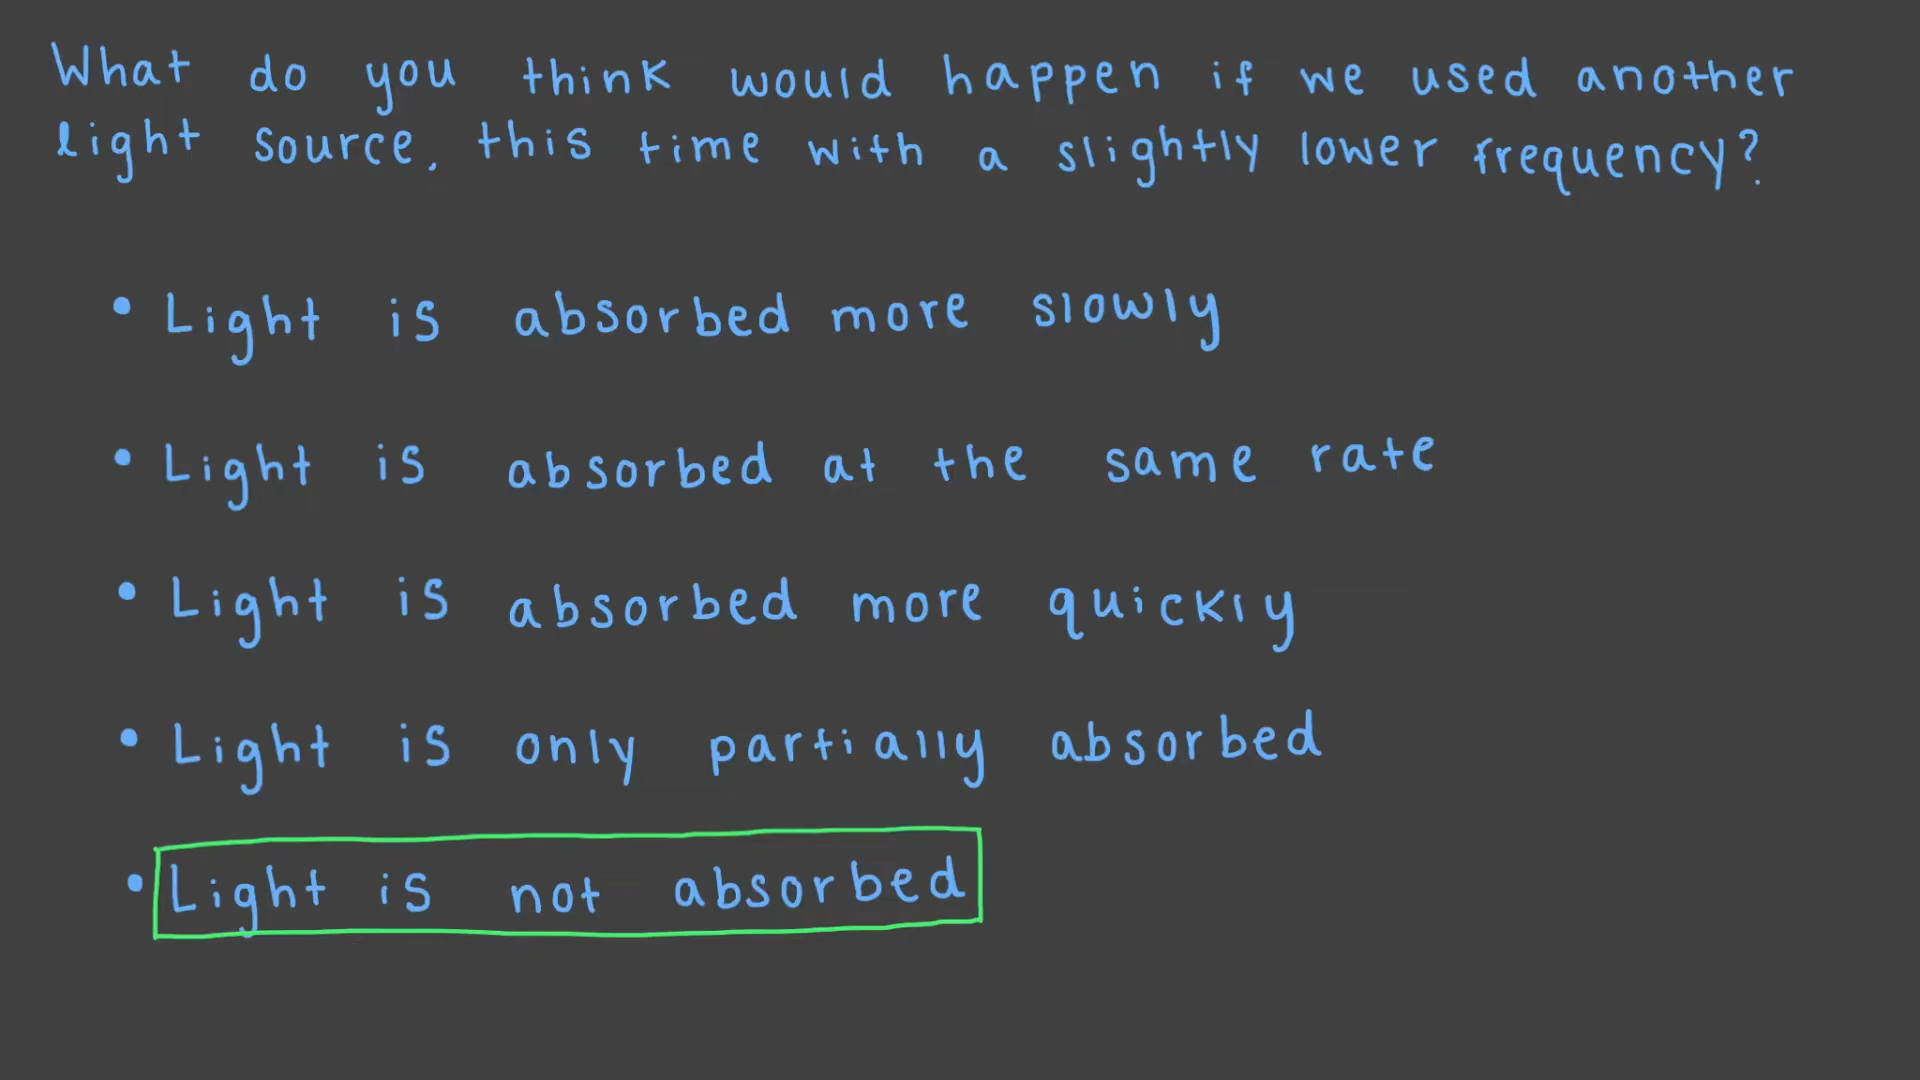 What do you think would happen if we used another
light source, this time with a slightly lower frequency?
• Light is absorbed more slowly
• Light is absorbed at the same rate
• Light is absorbed more quickly
• Light is only partially absorbed
• Light is not absorbed